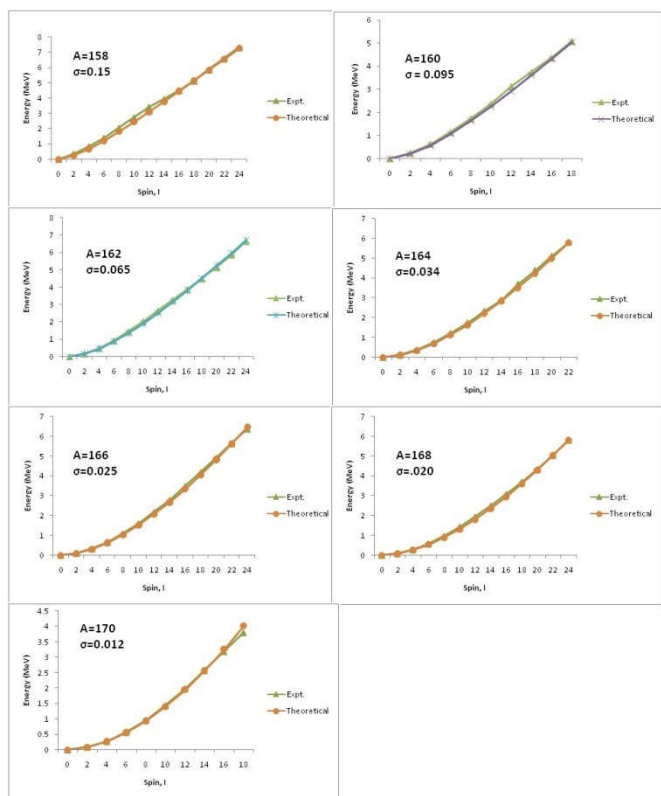 8
7
6
5
4
3
2
1
0
Energy (MeV)
A=158
σ=0.15
Expt.
Theoretical
0 2 4 6 8 10 12 14 16 18 20 22 24
Spin, I
6
5
4
3
2
1
0
Energy (MeV)
A=160
σ = 0.095
Expt.
Theoretical
0 2 4 6 8 10 12 14 16 18
Spin, I
8
7
6
5
4
3
2
1
0
Energy (MeV)
A=162
σ=0.065
Expt.
Theoretical
0 2 4 6 8 10 12 14 16 18 20 22 24
Spin, I
7
6
5
4
3
2
1
0
Energy (MeV)
A=164
σ=0.034
Expt.
Theoretical
0 2 4 6 8 10 12 14 16 18 20 22
Spin, I
7
6
5
4
3
2
1
0
Energy (MeV)
A=166
σ=0.025
Expt.
Theoretical
0 2 4 6 8 10 12 14 16 18 20 22 24
Spin, I
7
6
5
4
3
2
1
0
Energy (MeV)
A=168
σ=.020
Expt.
Theoretical
0 2 4 6 8 10 12 14 16 18 20 22 24
Spin, I
4.5
4
3.5
3
2.5
2
1.5
1
0.5
0
Energy (MeV)
A=170
σ=0.012
Expt.
Theoretical
0 2 4 6 8 10 12 14 16 18
Spin, I